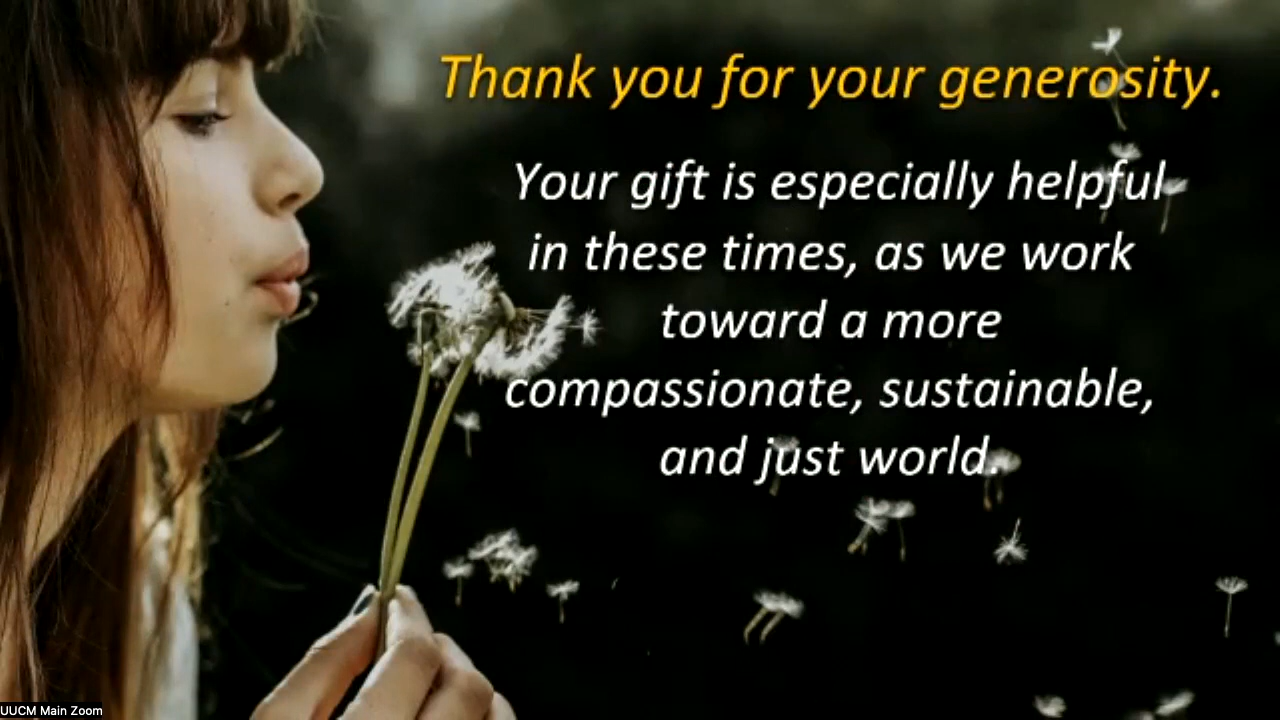 Thank you for your generosity.
Your gift is especially helpful
in these times, as we work
toward a more
compassionate, sustainable,
and just world.
UUCM Main Zoom